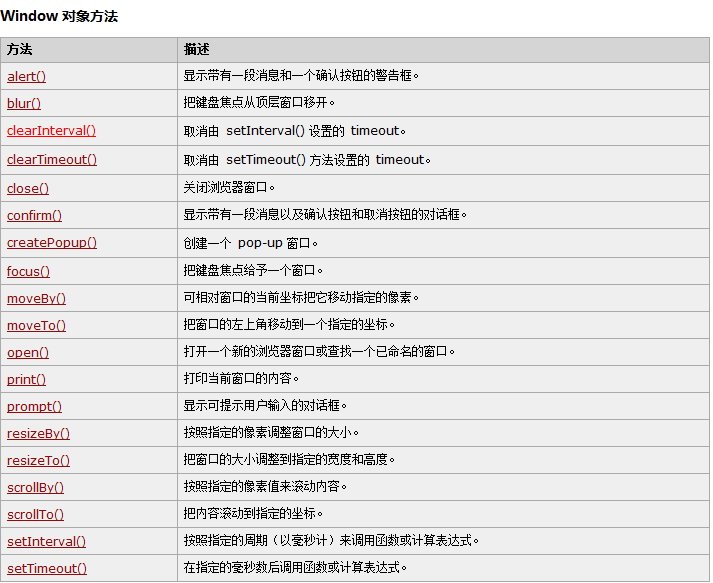 Window 对象方法
方法 描述
alert() 显示带有一段消息和一个确认按钮的警告框。
blur() 把键盘焦点从顶层窗口移开。
clearInterval() 取消由 setInterval() 设置的 timeout。
clearTimeout() 取消由 setTimeout() 方法设置的 timeout。
close() 关闭浏览器窗口。
confirm() 显示带有一段消息以及确认按钮和取消按钮的对话框。
createPopup() 创建一个 pop-up 窗口。
focus() 把键盘焦点给予一个窗口。
moveBy() 可相对窗口的当前坐标把它移动指定的像素。
moveTo() 把窗口的左上角移动到一个指定的坐标。
open() 打开一个新的浏览器窗口或查找一个已命名的窗口。
print() 打印当前窗口的内容。
prompt() 显示可提示用户输入的对话框。
resizeBy() 按照指定的像素调整窗口的大小。
resizeTo() 把窗口的大小调整到指定的宽度和高度。
scrollBy() 按照指定的像素值来滚动内容。
scrollTo() 把内容滚动到指定的坐标。
setInterval() 按照指定的周期（以毫秒计）来调用函数或计算表达式。
setTimeout() 在指定的毫秒数后调用函数或计算表达式。